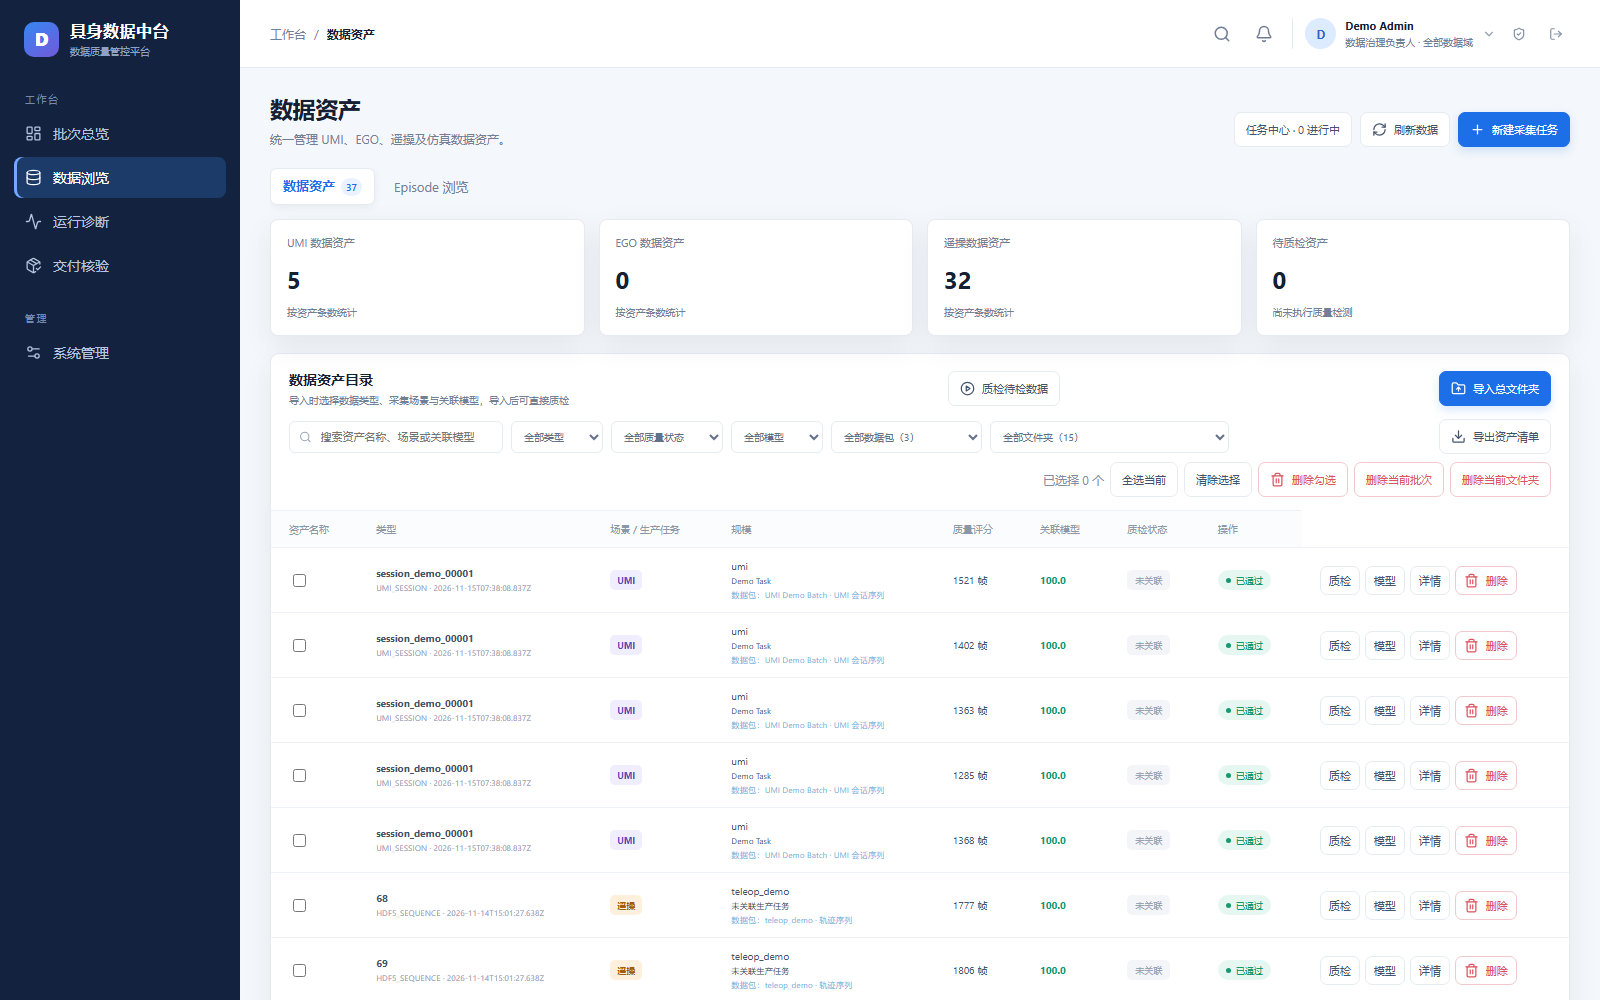 D
具身数据中台
数据质量管控平台
工作台
批次总览
数据浏览
运行诊断
交付核验
管理
系统管理
工作台 / 数据资产
D
Demo Admin
数据治理负责人 · 全部数据域
数据资产
统一管理 UMI、EGO、遥操及仿真数据资产。
任务中心 · 0 进行中
刷新数据
新建采集任务
数据资产 37
Episode 浏览
UMI 数据资产
5
按资产条数统计
EGO 数据资产
0
按资产条数统计
遥操数据资产
32
按资产条数统计
待质检资产
0
尚未执行质量检测
数据资产目录
导入时选择数据类型、采集场景与关联模型，导入后可直接质检
质检待检数据
导入总文件夹
搜索资产名称、场景或关联模型
全部类型
全部质量状态
全部模型
全部数据包（3）
全部文件夹（15）
导出资产清单
已选择 0 个
全选当前
清除选择
删除勾选
删除当前批次
删除当前文件夹
资产名称 类型 场景 / 生产任务 规模 质量评分 关联模型 质检状态 操作
session_demo_00001
UMI_SESSION · 2026-11-15T07:38:08.837Z
UMI
umi
Demo Task
数据包：UMI Demo Batch · UMI 会话序列
1521 帧
100.0
未关联
已通过
质检 模型 详情 删除
session_demo_00001
UMI_SESSION · 2026-11-15T07:38:08.837Z
UMI
umi
Demo Task
数据包：UMI Demo Batch · UMI 会话序列
1402 帧
100.0
未关联
已通过
质检 模型 详情 删除
session_demo_00001
UMI_SESSION · 2026-11-15T07:38:08.837Z
UMI
umi
Demo Task
数据包：UMI Demo Batch · UMI 会话序列
1363 帧
100.0
未关联
已通过
质检 模型 详情 删除
session_demo_00001
UMI_SESSION · 2026-11-15T07:38:08.837Z
UMI
umi
Demo Task
数据包：UMI Demo Batch · UMI 会话序列
1285 帧
100.0
未关联
已通过
质检 模型 详情 删除
session_demo_00001
UMI_SESSION · 2026-11-15T07:38:08.837Z
UMI
umi
Demo Task
数据包：UMI Demo Batch · UMI 会话序列
1368 帧
100.0
未关联
已通过
质检 模型 详情 删除
68
HDF5_SEQUENCE · 2026-11-14T15:01:27.638Z
遥操
teleop_demo
未关联生产任务
数据包：teleop_demo · 轨迹序列
1777 帧
100.0
未关联
已通过
质检 模型 详情 删除
69
HDF5_SEQUENCE · 2026-11-14T15:01:27.638Z
遥操
teleop_demo
未关联生产任务
数据包：teleop_demo · 轨迹序列
1806 帧
100.0
未关联
已通过
质检 模型 详情 删除